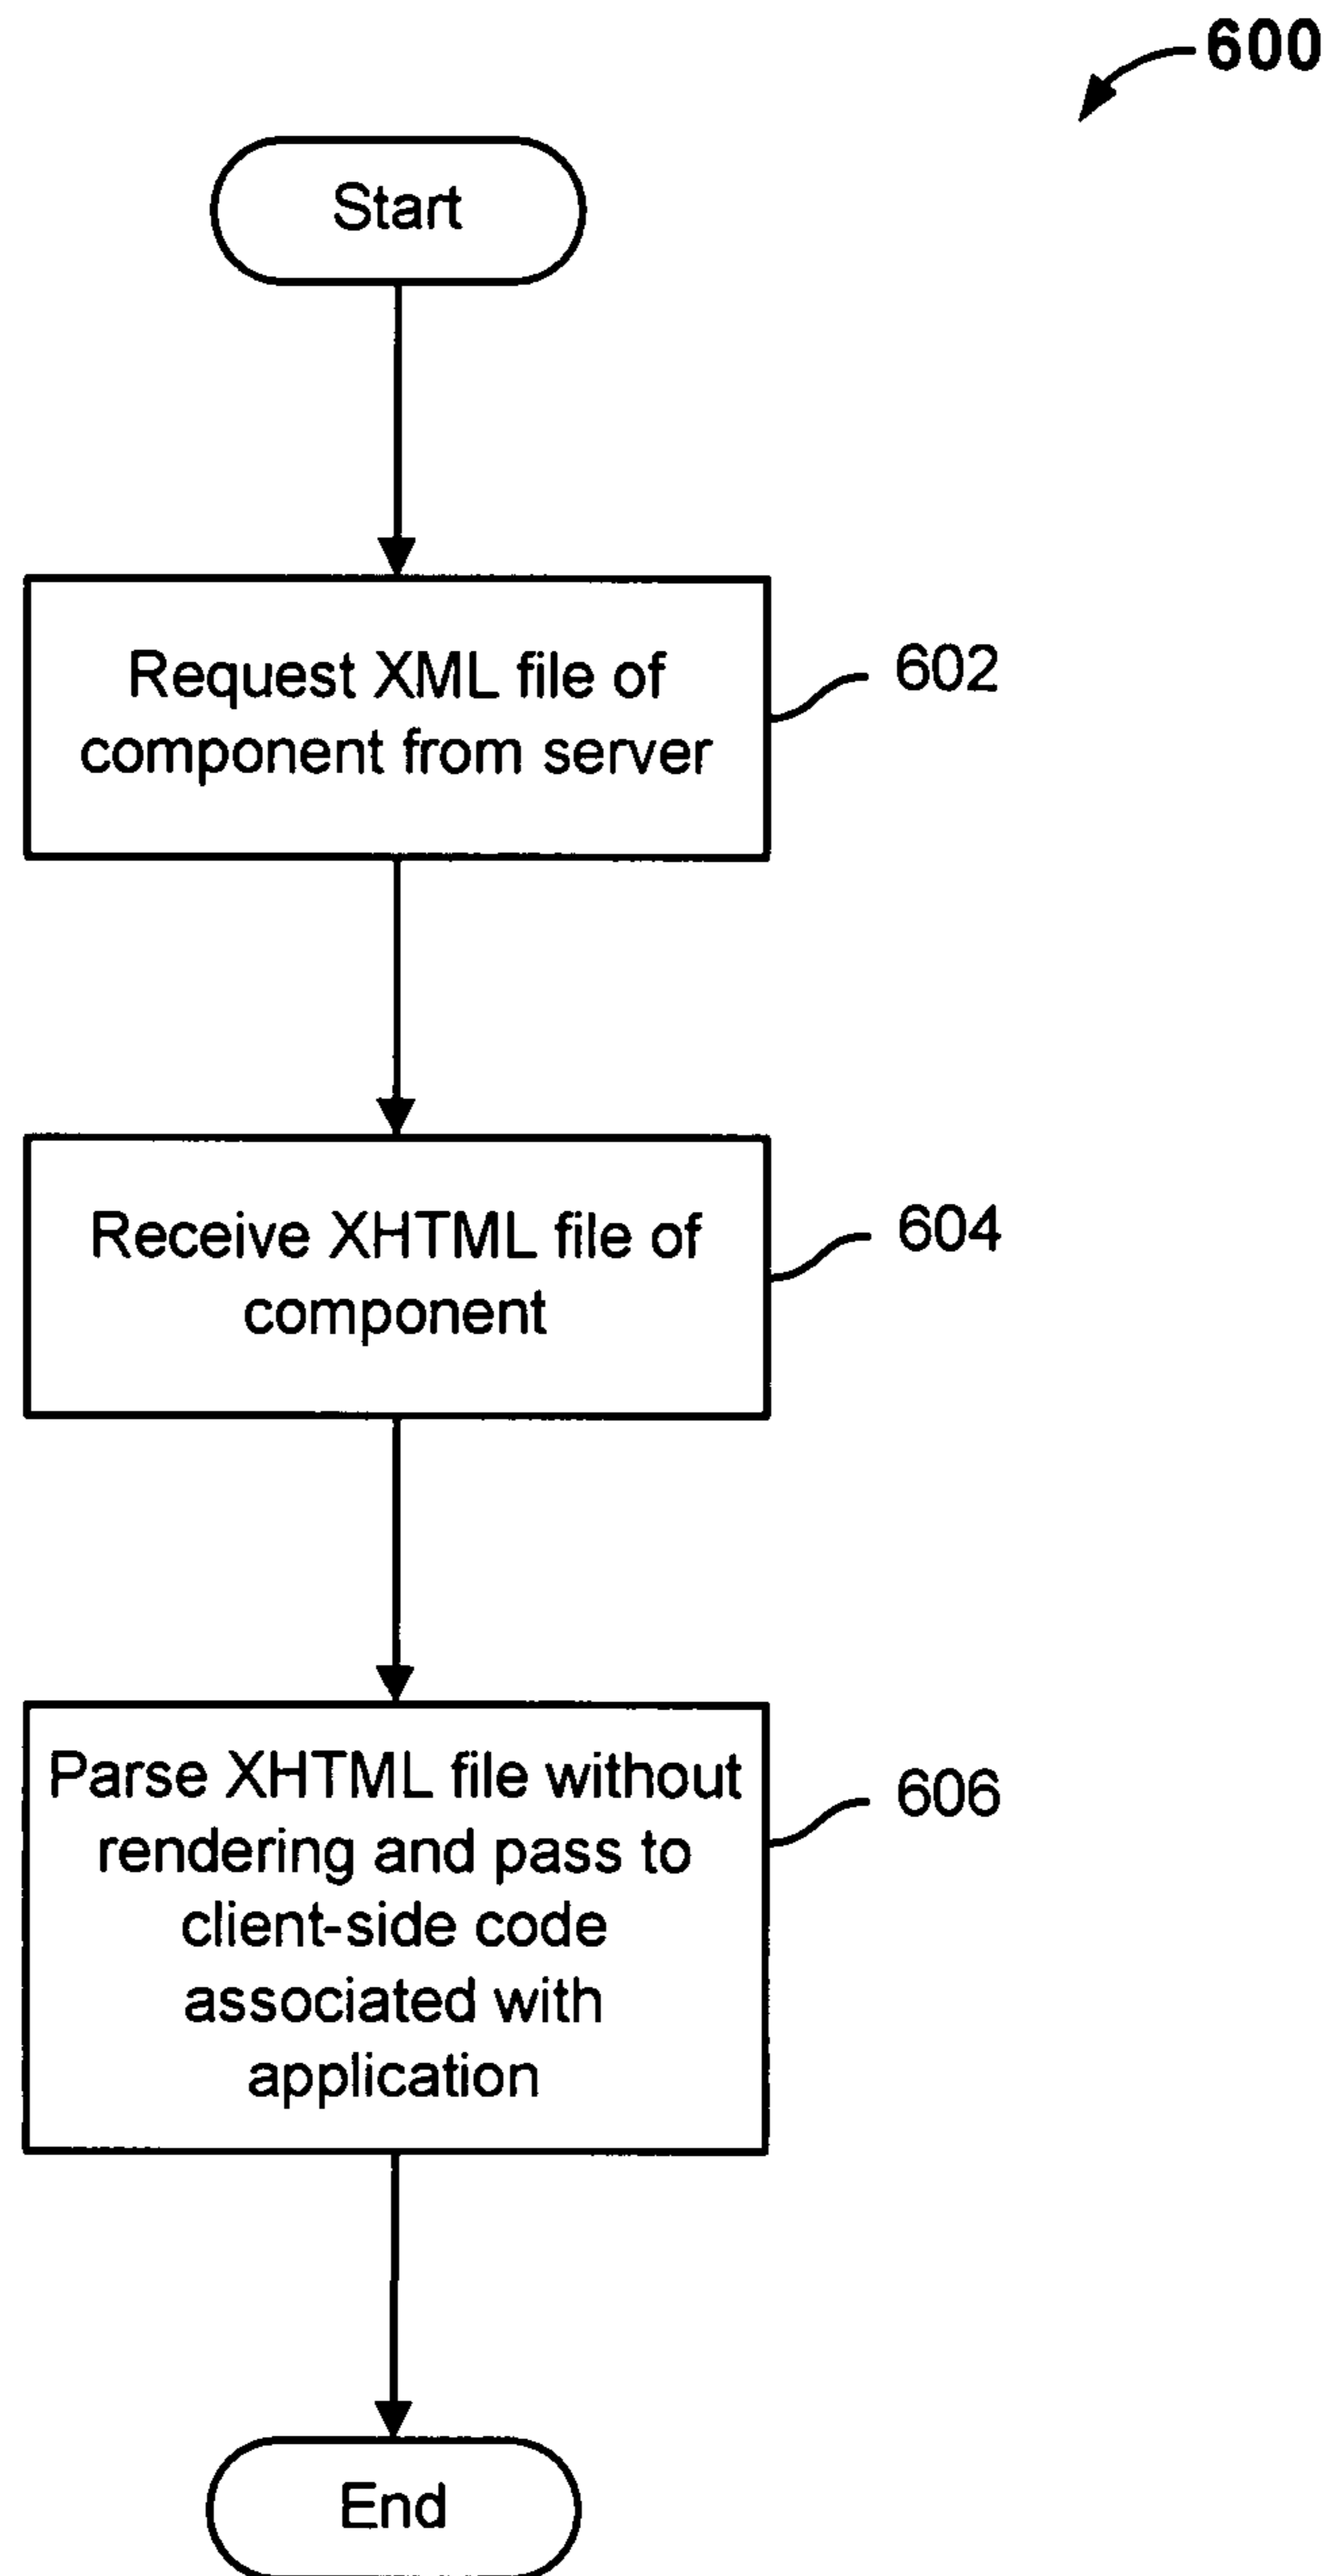 600
Start
Request XML file of
component from server
602
Receive XHTML file of
component
604
Parse XHTML file without
rendering and pass to
client-side code
associated with
application
606
End